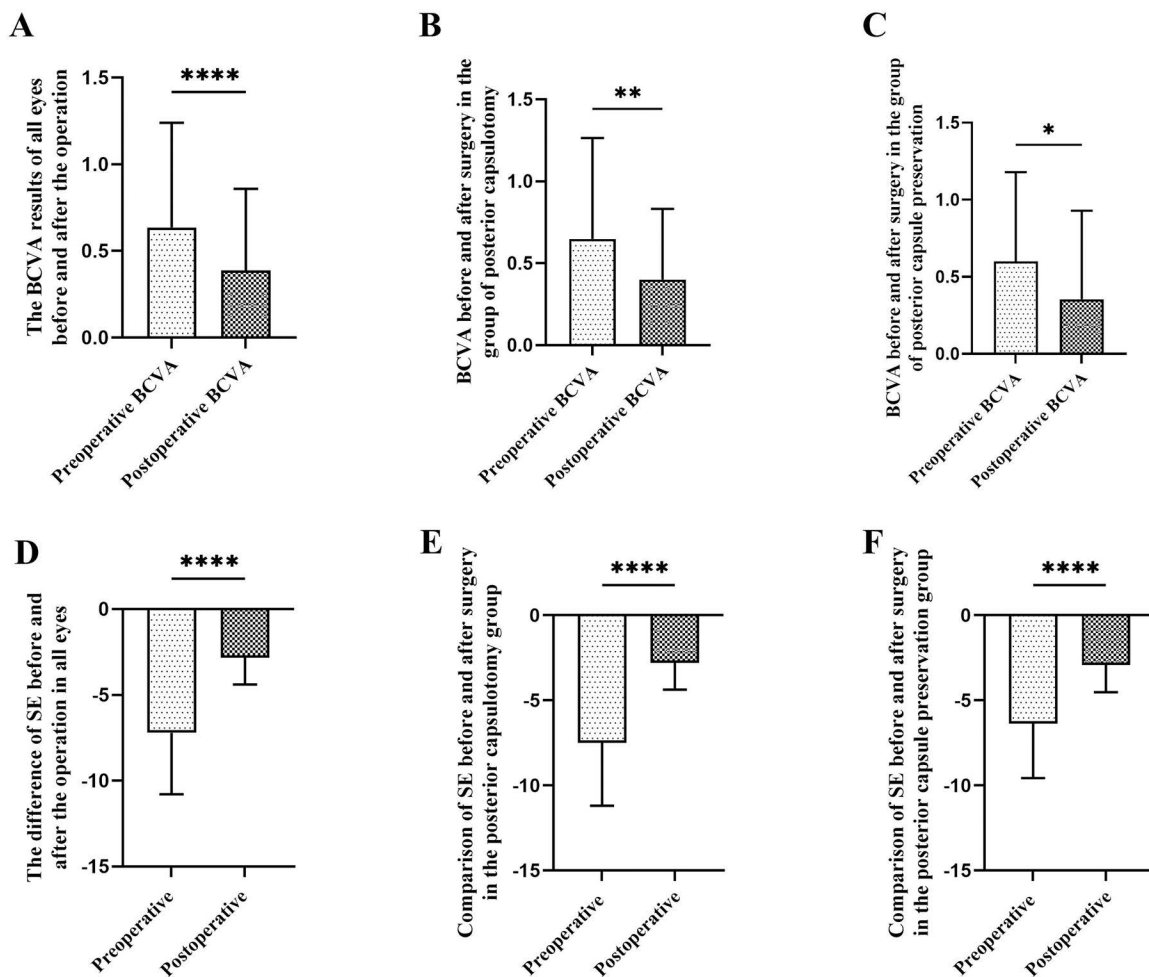 A
The BCVA results of all eyes
before and after the operation
1.5
1.0
0.5
0.0
****
Preoperative BCVA
Postoperative BCVA
B
BCVA before and after surgery in the
group of posterior capsulotomy
1.5
1.0
0.5
0.0
**
Preoperative BCVA
Postoperative BCVA
C
BCVA before and after surgery in the group
of posterior capsule preservation
1.5
1.0
0.5
0.0
*
Preoperative BCVA
Postoperative BCVA
D
The difference of SE before and
after the operation in all eyes
0
-5
-10
-15
****
Preoperative
Postoperative
E
Comparison of SE before and after surgery
in the posterior capsulotomy group
0
-5
-10
-15
****
Preoperative
Postoperative
F
Comparison of SE before and after surgery
in the posterior capsule preservation group
0
-5
-10
-15
****
Preoperative
Postoperative